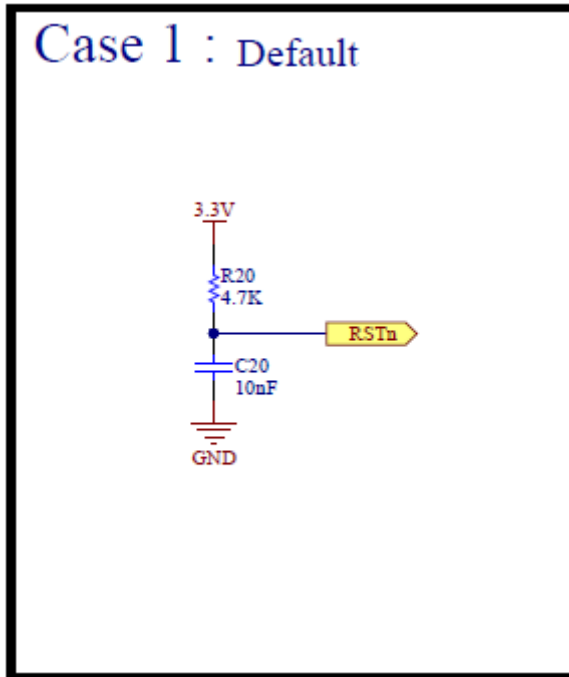 Case 1 : Default
3.3V
R20
4.7K
RSTn
C20
10nF
GND